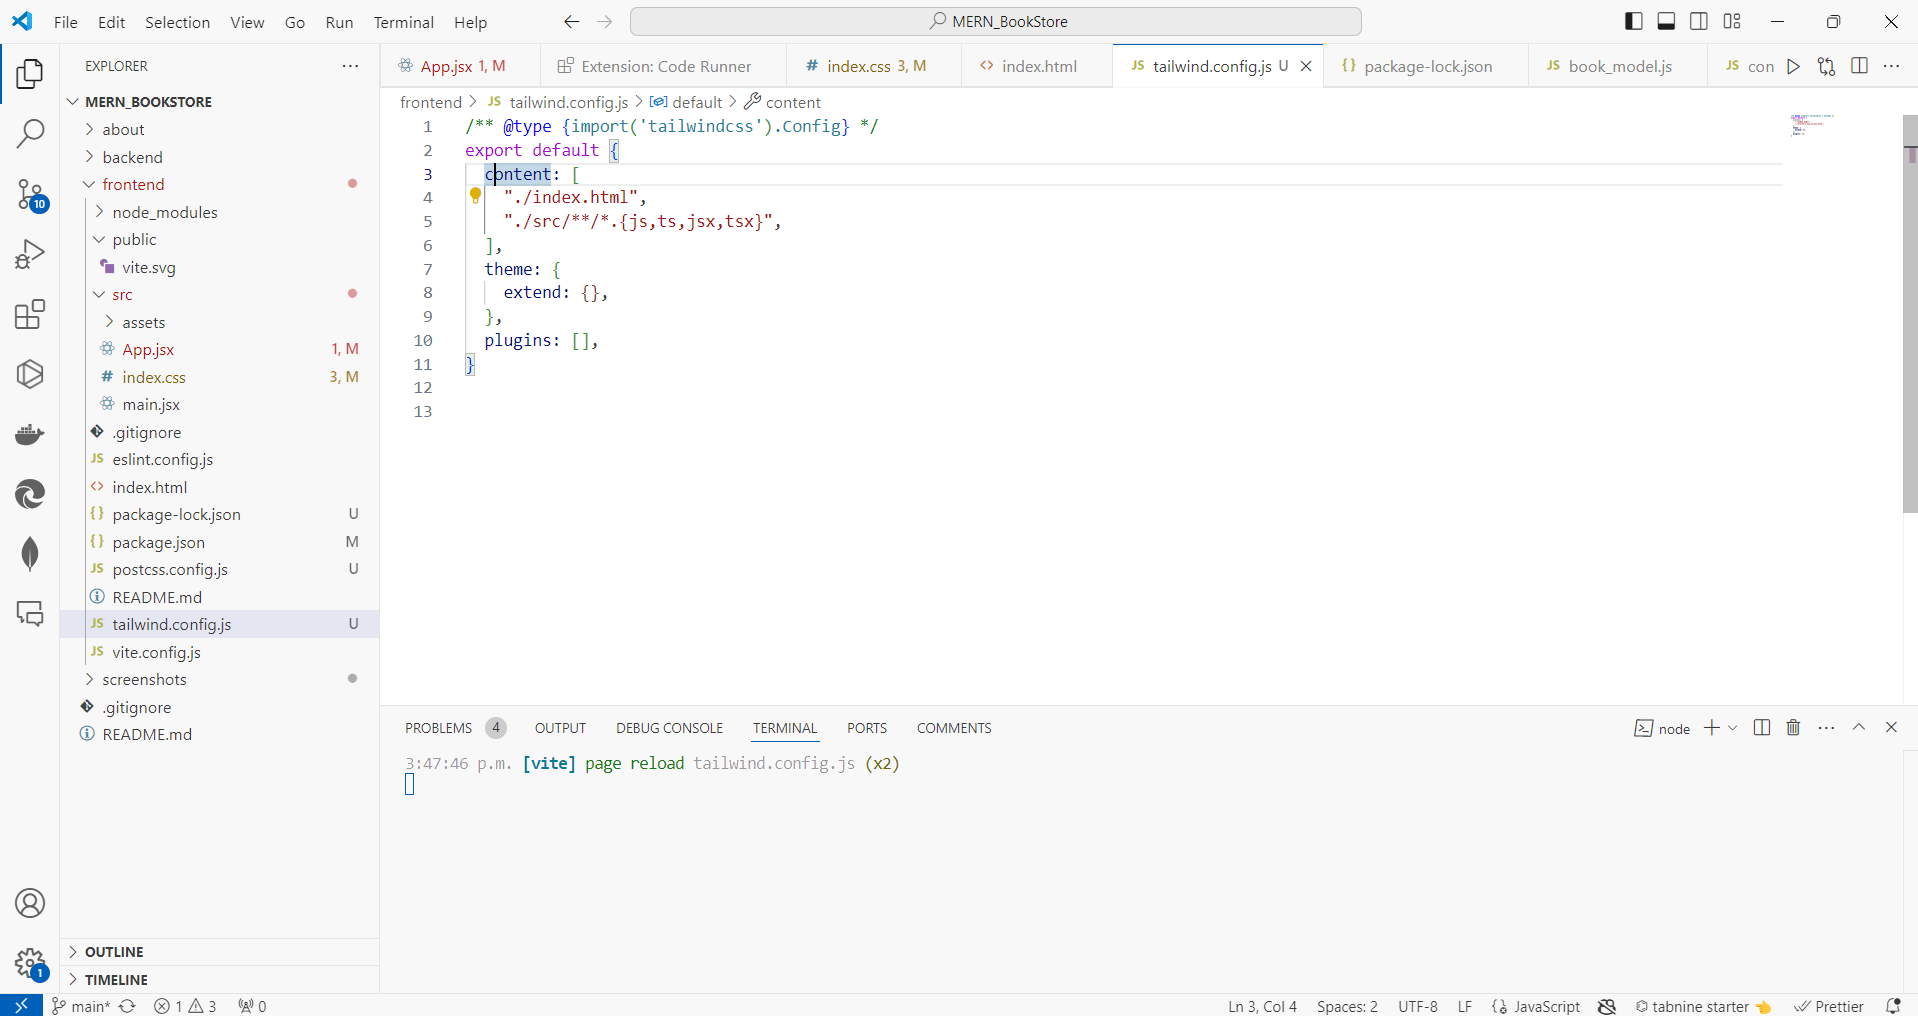 File Edit Selection View Go Run Terminal Help
MERN_BookStore
EXPLORER
MERN_BOOKSTORE
about
backend
frontend
node_modules
public
vite.svg
src
assets
App.jsx 1, M
index.css 3, M
main.jsx
.gitignore
eslint.config.js
index.html
package-lock.json U
package.json M
postcss.config.js U
README.md
tailwind.config.js U
vite.config.js
screenshots
.gitignore
README.md
OUTLINE
TIMELINE
10
1
App.jsx 1, M
Extension: Code Runner
index.css 3, M
index.html
JS tailwind.config.js U
package-lock.json
JS book_model.js
JS con
frontend > JS tailwind.config.js > default > content
1 /** @type {import('tailwindcss').Config} */
2 export default {
3 content: [
4 "./index.html",
5 "./src/**/*.{js,ts,jsx,tsx}",
6 ],
7 theme: {
8 extend: {},
9 },
10 plugins: [],
11 }
12
13
PROBLEMS 4 OUTPUT DEBUG CONSOLE TERMINAL PORTS COMMENTS
node
3:47:46 p.m. [vite] page reload tailwind.config.js (x2)
main* 1 3 0
Ln 3, Col 4 Spaces: 2 UTF-8 LF JavaScript tabnine starter Prettier